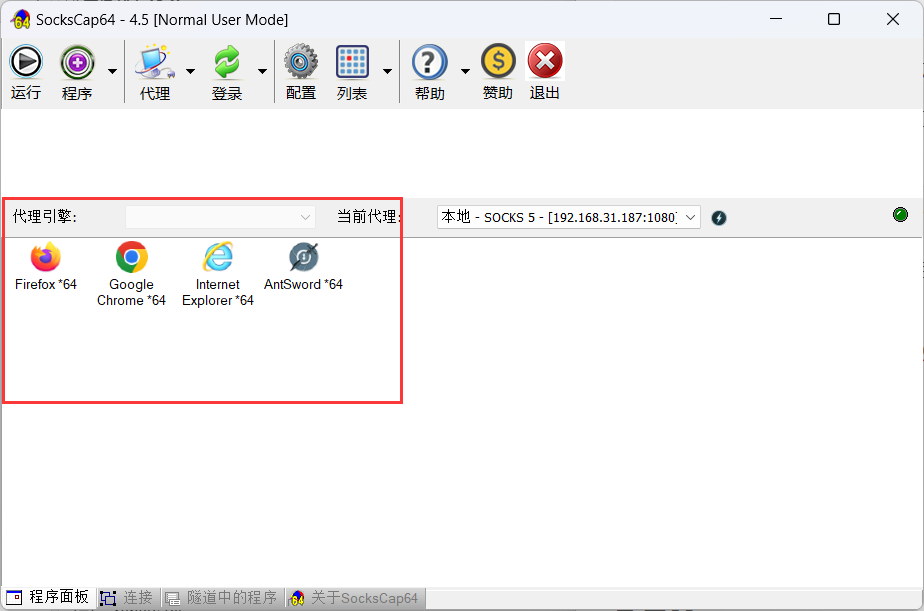 SocksCap64 - 4.5 [Normal User Mode]
运行 程序 代理 登录 配置 列表 帮助 赞助 退出
代理引擎: 当前代理: 本地 - SOCKS 5 - [192.168.31.187:1080]
Firefox *64 Google Chrome *64 Internet Explorer *64 AntSword *64
程序面板 连接 隧道中的程序 关于SocksCap64